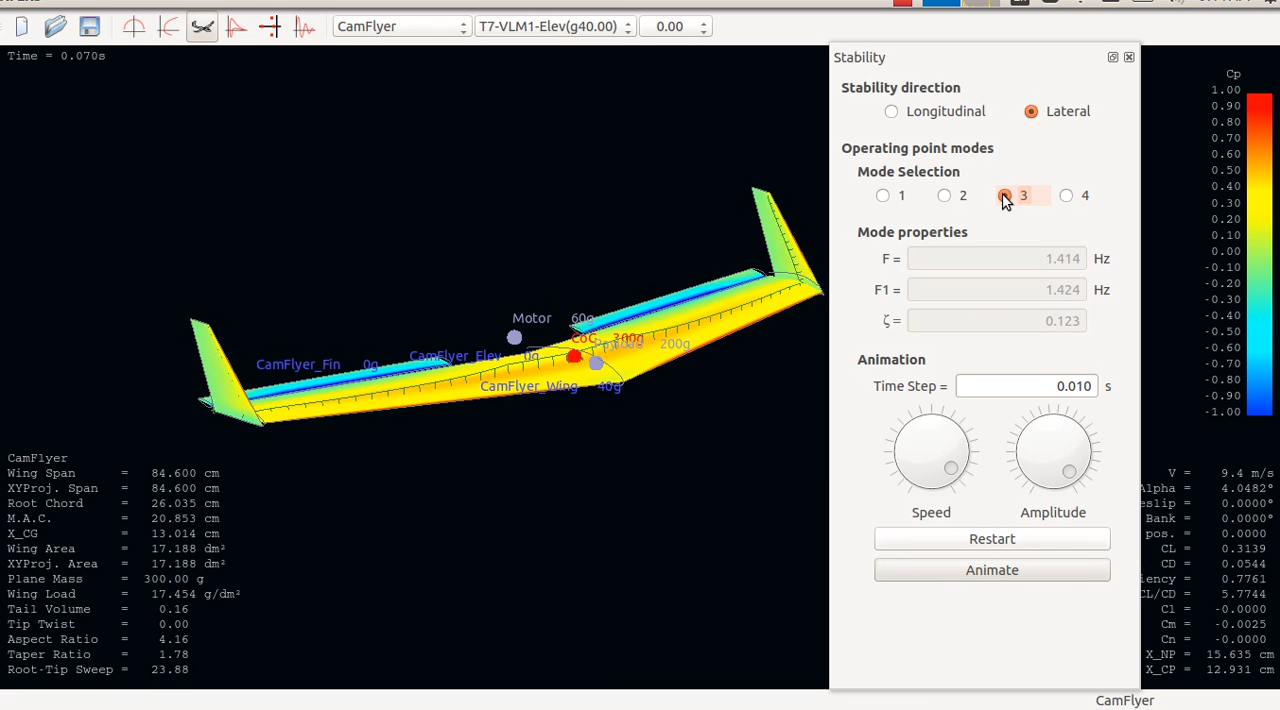 CamFlyer
T7-VLM1-Elev(g40.00)
0.00
Time = 0.070s
Stability
Stability direction
Longitudinal
Lateral
Operating point modes
Mode Selection
1 2 3 4
Mode properties
F = 1.414 Hz
F1 = 1.424 Hz
ζ = 0.123
Animation
Time Step = 0.010 s
Speed
Amplitude
Restart
Animate
Cp
1.00
0.90
0.80
0.70
0.60
0.50
0.40
0.30
0.20
0.10
0.00
-0.10
-0.20
-0.30
-0.40
-0.50
-0.60
-0.70
-0.80
-0.90
-1.00
Motor 60g
CoG 300g
Payload 200g
CamFlyer_Elev 0g
CamFlyer_Fin 0g
CamFlyer_Wing 40g
CamFlyer
Wing Span = 84.600 cm
XYProj. Span = 84.600 cm
Root Chord = 26.035 cm
M.A.C. = 20.853 cm
X_CG = 13.014 cm
Wing Area = 17.188 dm²
XYProj. Area = 17.188 dm²
Plane Mass = 300.00 g
Wing Load = 17.454 g/dm²
Tail Volume = 0.16
Tip Twist = 0.00
Aspect Ratio = 4.16
Taper Ratio = 1.78
Root-Tip Sweep = 23.88
V = 9.4 m/s
Alpha = 4.0482°
eslip = 0.0000°
Bank = 0.0000°
pos. = 0.0000
CL = 0.3139
CD = 0.0544
iency = 0.7761
CL/CD = 5.7744
Cl = -0.0000
Cm = -0.0025
Cn = -0.0000
X_NP = 15.635 cm
X_CP = 12.931 cm
CamFlyer